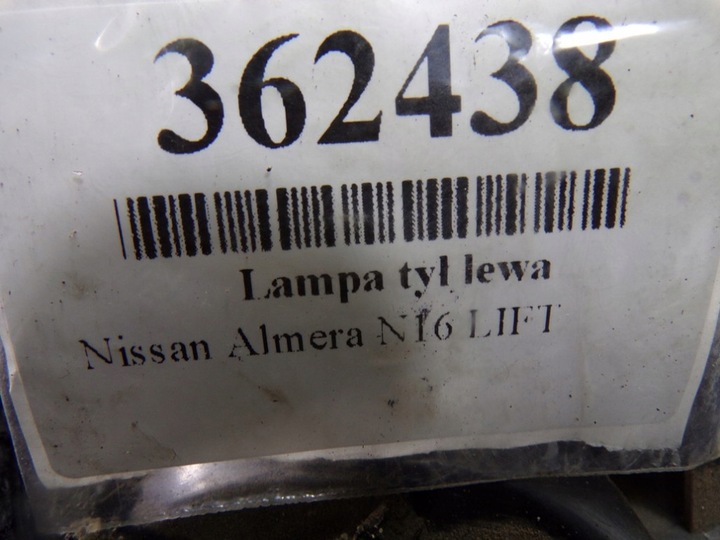 362438
Lampa tył lewa
Nissan Almera N16 LIFT